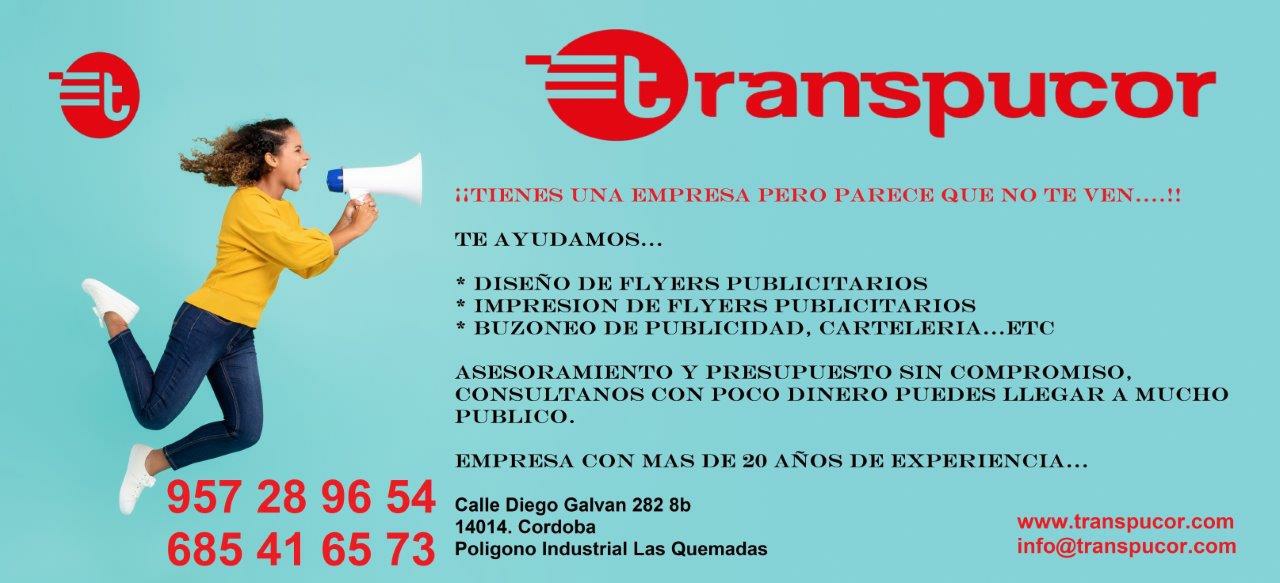 t
transpucor
¡¡TIENES UNA EMPRESA PERO PARECE QUE NO TE VEN....!!
TE AYUDAMOS...
* DISEÑO DE FLYERS PUBLICITARIOS
* IMPRESION DE FLYERS PUBLICITARIOS
* BUZONEO DE PUBLICIDAD, CARTELERIA...ETC
ASESORAMIENTO Y PRESUPUESTO SIN COMPROMISO,
CONSULTANOS CON POCO DINERO PUEDES LLEGAR A MUCHO
PUBLICO.
EMPRESA CON MAS DE 20 AÑOS DE EXPERIENCIA...
957 28 96 54
685 41 65 73
Calle Diego Galvan 282 8b
14014. Cordoba
Poligono Industrial Las Quemadas
www.transpucor.com
info@transpucor.com